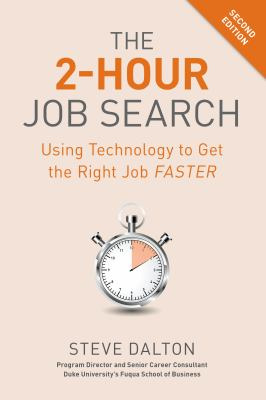 SECOND
EDITION
THE
2-HOUR
JOB SEARCH
Using Technology to Get
the Right Job FASTER
STEVE DALTON
Program Director and Senior Career Consultant
Duke University's Fuqua School of Business